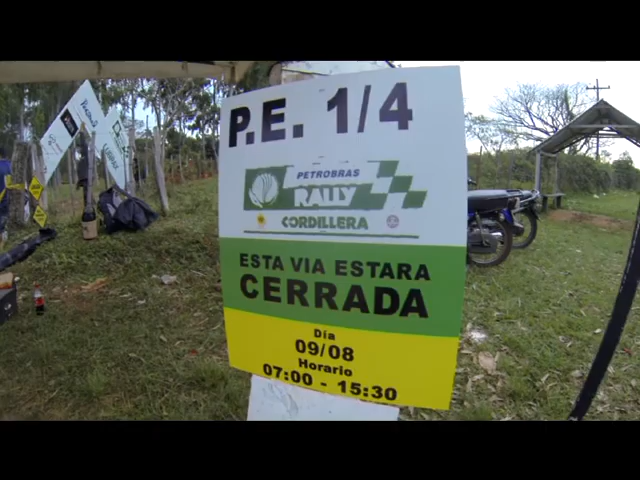 P.E. 1/4
PETROBRAS
RALLY
CORDILLERA
ESTA VIA ESTARA
CERRADA
Día
09/08
Horario
07:00 - 15:30